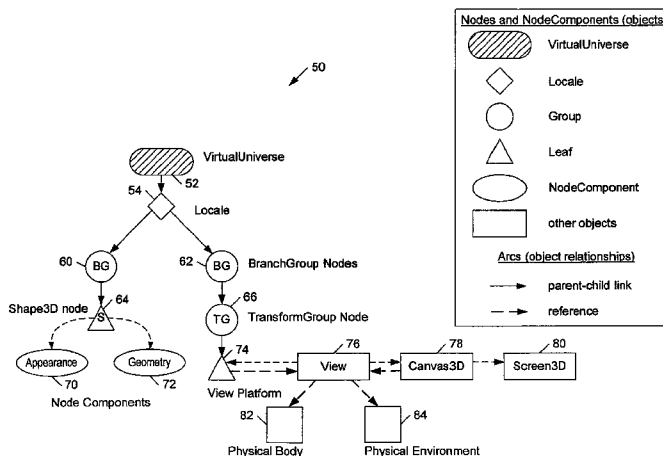 50
VirtualUniverse
52
54
Locale
60
BG
62
BG
BranchGroup Nodes
Shape3D node
64
S
66
TG
TransformGroup Node
Appearance
70
Geometry
72
Node Components
74
View Platform
76
View
78
Canvas3D
80
Screen3D
82
Physical Body
84
Physical Environment
Nodes and NodeComponents (objects
VirtualUniverse
Locale
Group
Leaf
NodeComponent
other objects
Arcs (object relationships)
parent-child link
reference